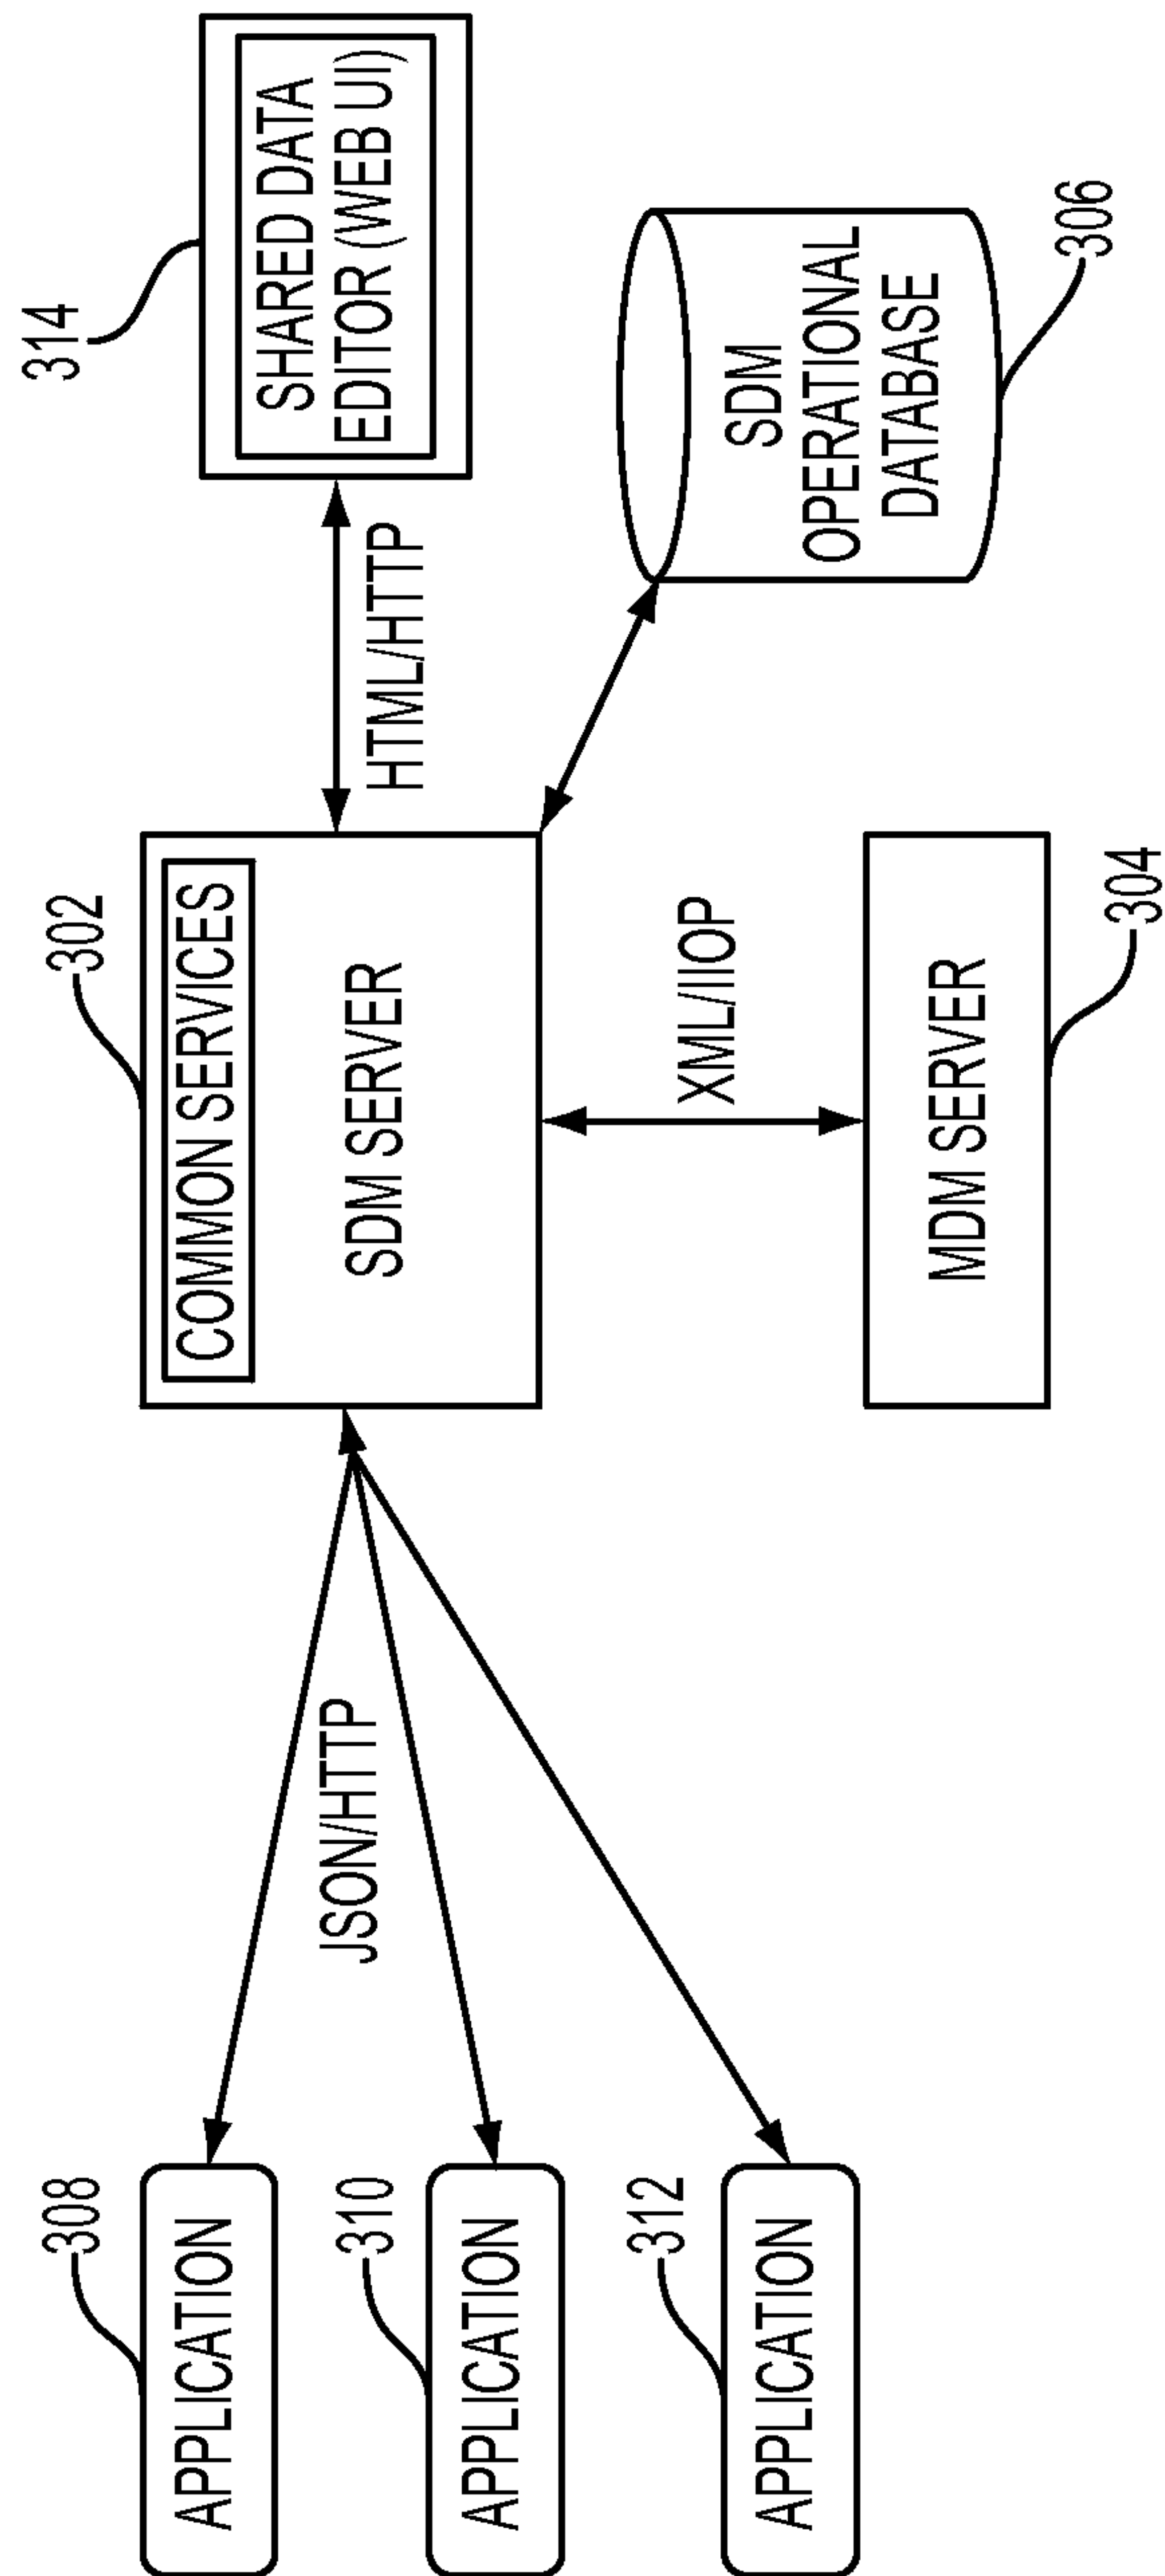 308
APPLICATION
310
APPLICATION
312
APPLICATION
JSON/HTTP
302
COMMON SERVICES
SDM SERVER
XML/IIOP
MDM SERVER
304
HTML/HTTP
314
SHARED DATA
EDITOR (WEB UI)
SDM
OPERATIONAL
DATABASE
306